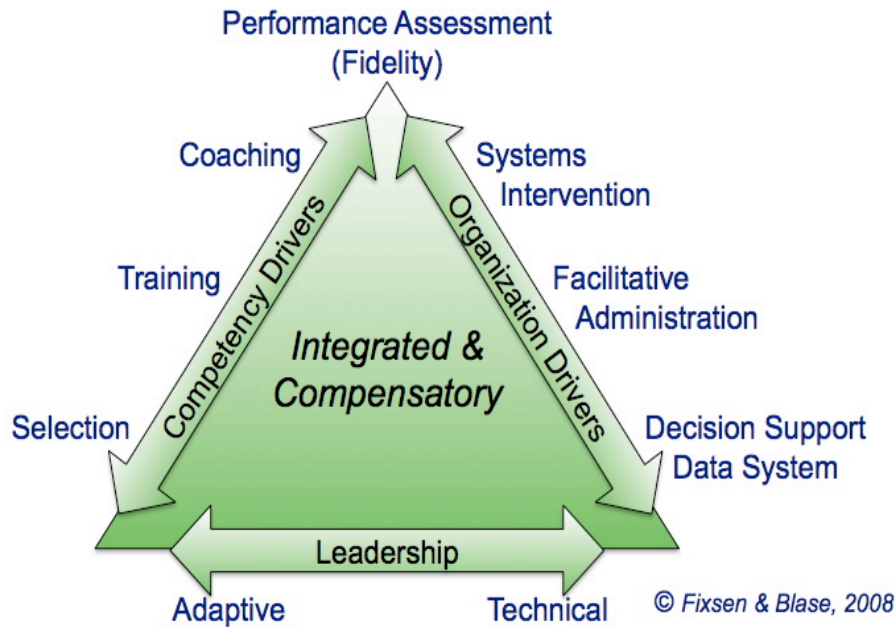 Performance Assessment
(Fidelity)
Coaching
Training
Selection
Competency Drivers
Systems
Intervention
Facilitative
Administration
Decision Support
Data System
Organization Drivers
Integrated &
Compensatory
Leadership
Adaptive
Technical
© Fixsen & Blase, 2008